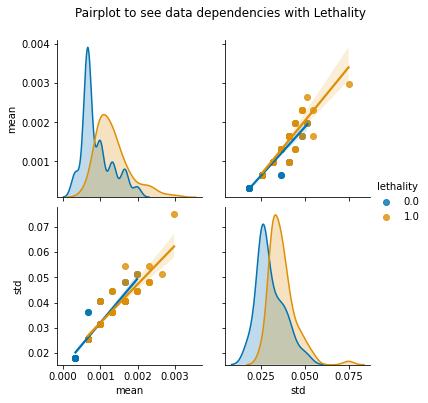 Pairplot to see data dependencies with Lethality
0.004
0.003
0.002
0.001
mean
lethality
0.0
1.0
0.07
0.06
0.05
0.04
0.03
0.02
std
0.000 0.001 0.002 0.003
mean
0.025 0.050 0.075
std